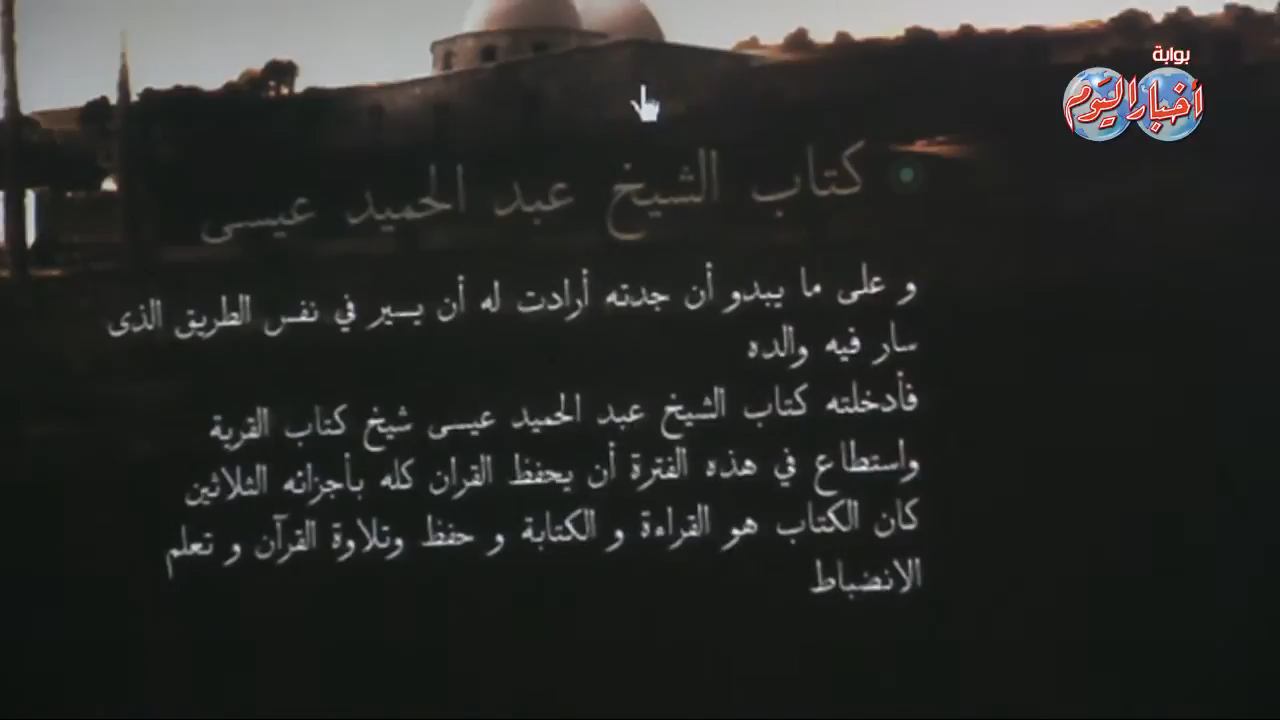 بوابة
أخبار اليوم
كتاب الشيخ عبد الحميد عيسى
و على ما يبدو أن جدته أرادت له أن يسير في نفس الطريق الذى
سار فيه والده
فأدخلته كتاب الشيخ عبد الحميد عيسى شيخ كتاب القرية
واستطاع في هذه الفترة أن يحفظ القران كله بأجزائه الثلاثين
كان الكتاب هو القراءة و الكتابة و حفظ وتلاوة القرآن و تعلم
الانضباط